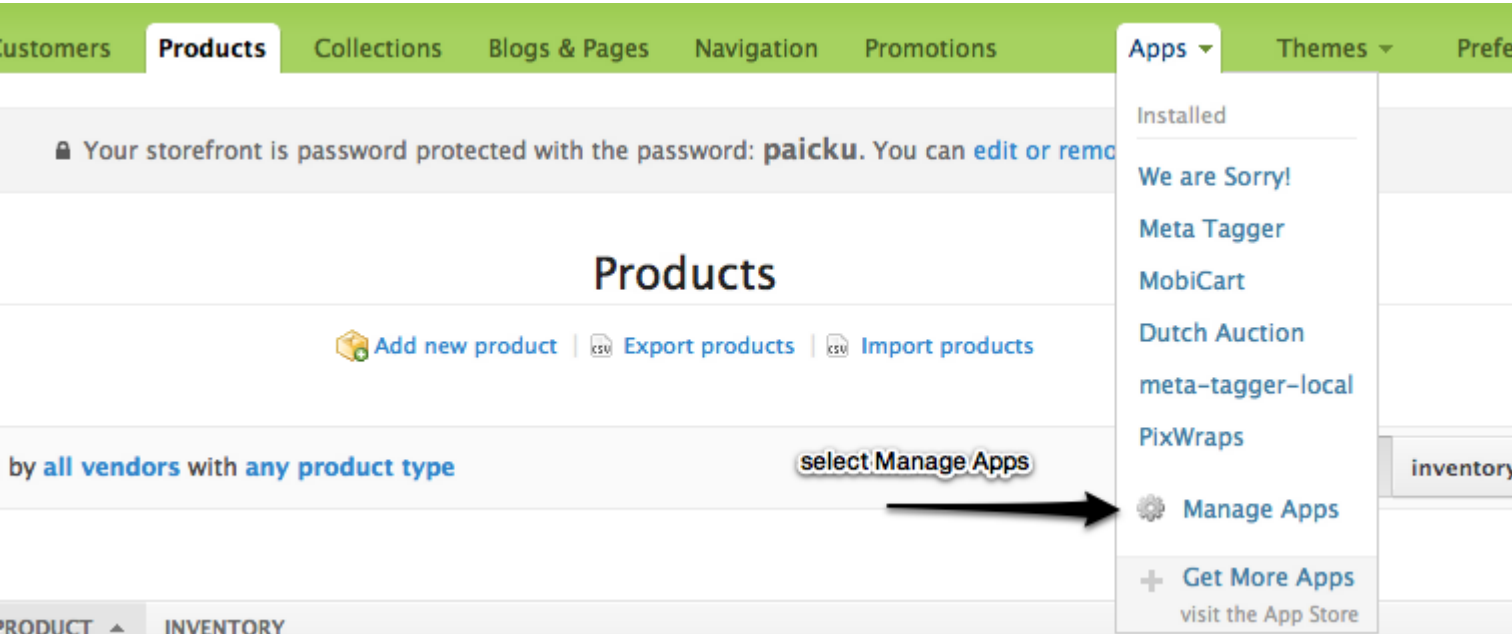 Customers Products Collections Blogs & Pages Navigation Promotions Apps Themes
Installed
Your storefront is password protected with the password: paicku. You can edit or
We are Sorry!
Meta Tagger
Products
MobiCart
Add new product Export products Import products
Dutch Auction
meta-tagger-local
PixWraps
by all vendors with any product type
select Manage Apps
inventory
Manage Apps
Get More Apps
visit the App Store
PRODUCT INVENTORY